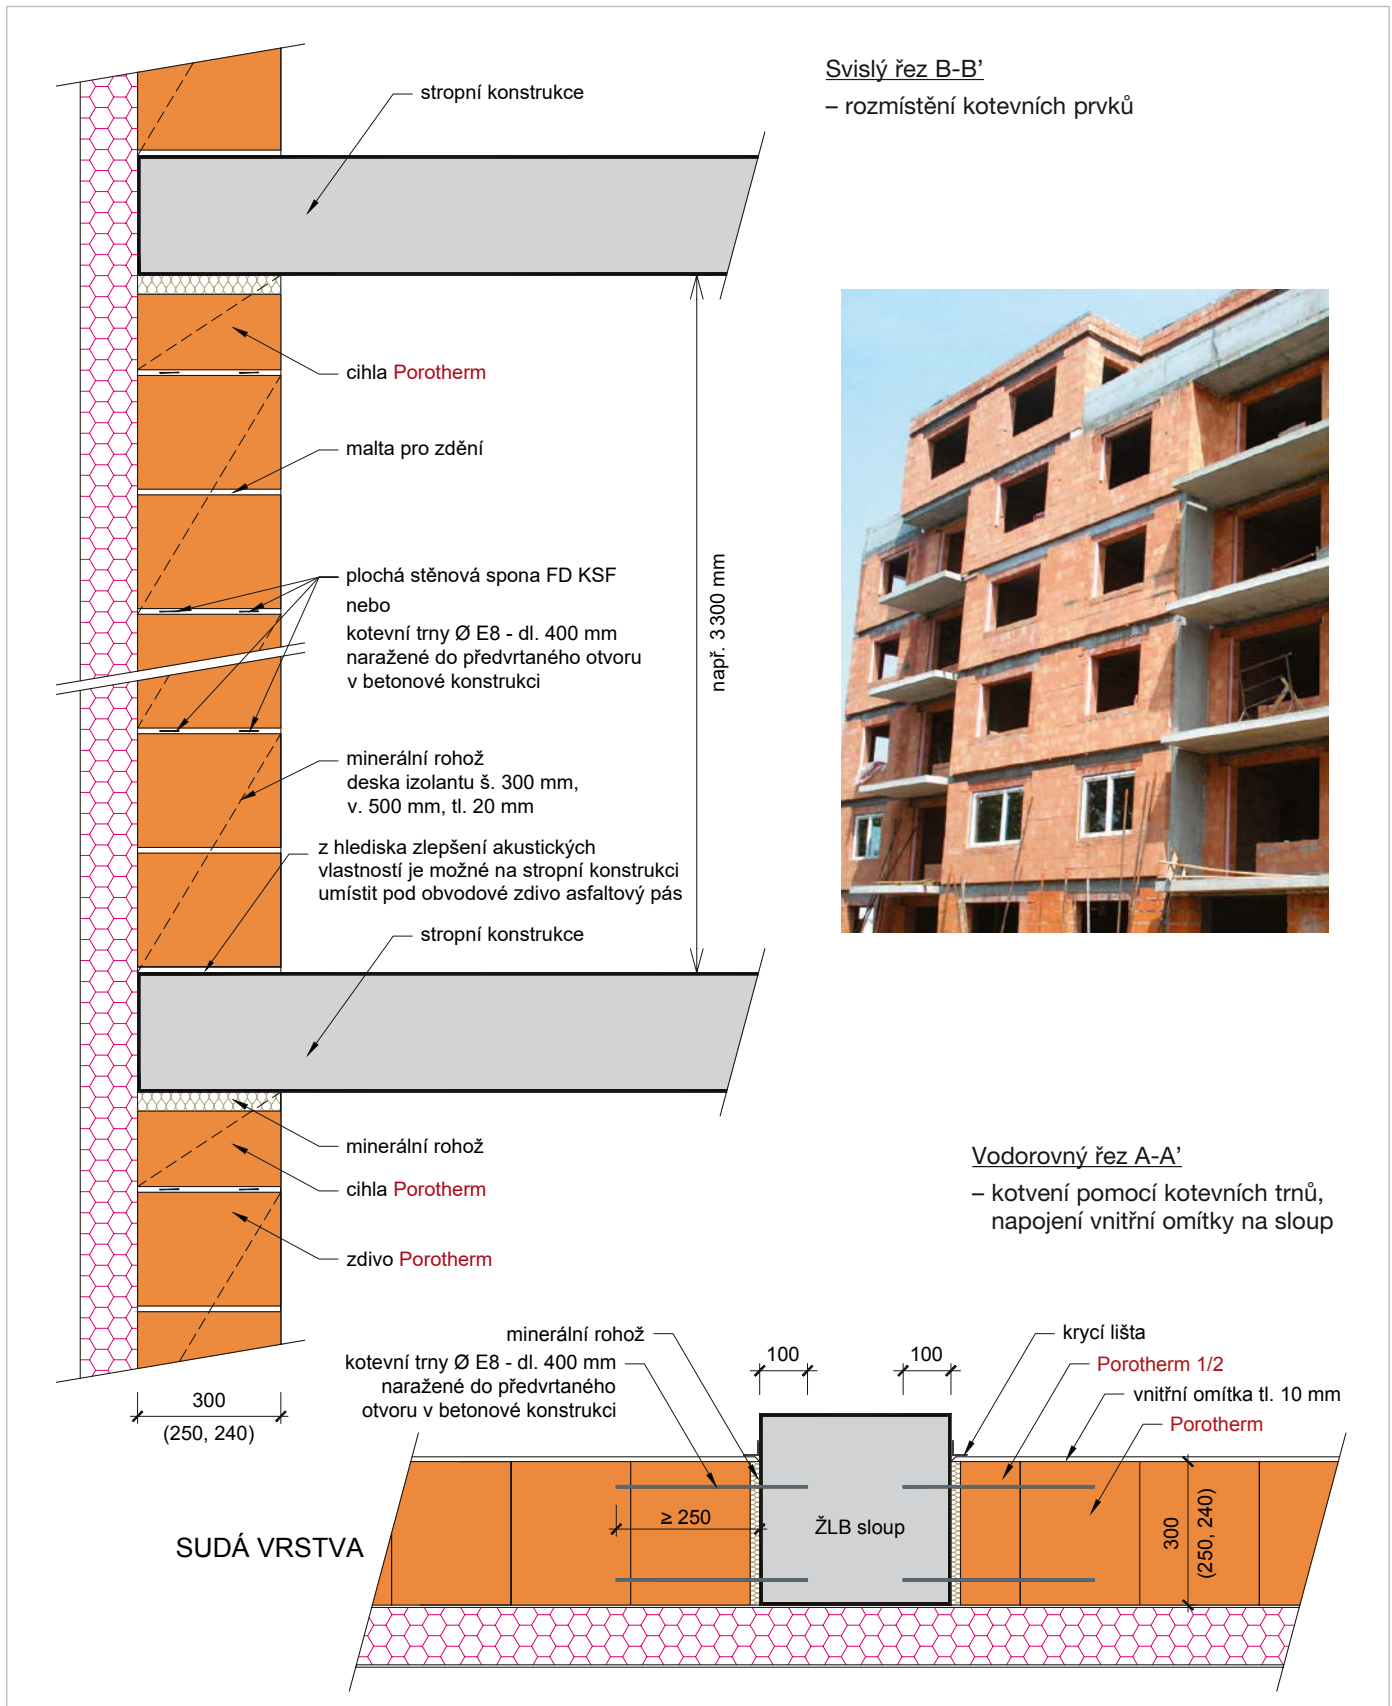 Svislý řez B-B’
– rozmístění kotevních prvků
stropní konstrukce
cihla Porotherm
malta pro zdění
plochá stěnová spona FD KSF
nebo
kotevní trny Ø E8 - dl. 400 mm
naražené do předvrtaného otvoru
v betonové konstrukci
např. 3 300 mm
minerální rohož
deska izolantu š. 300 mm,
v. 500 mm, tl. 20 mm
z hlediska zlepšení akustických
vlastností je možné na stropní konstrukci
umístit pod obvodové zdivo asfaltový pás
stropní konstrukce
minerální rohož
cihla Porotherm
zdivo Porotherm
300
(250, 240)
Vodorovný řez A-A’
– kotvení pomocí kotevních trnů,
napojení vnitřní omítky na sloup
minerální rohož
kotevní trny Ø E8 - dl. 400 mm
naražené do předvrtaného
otvoru v betonové konstrukci
100
100
krycí lišta
Porotherm 1/2
vnitřní omítka tl. 10 mm
Porotherm
≥ 250
ŽLB sloup
300
(250, 240)
SUDÁ VRSTVA